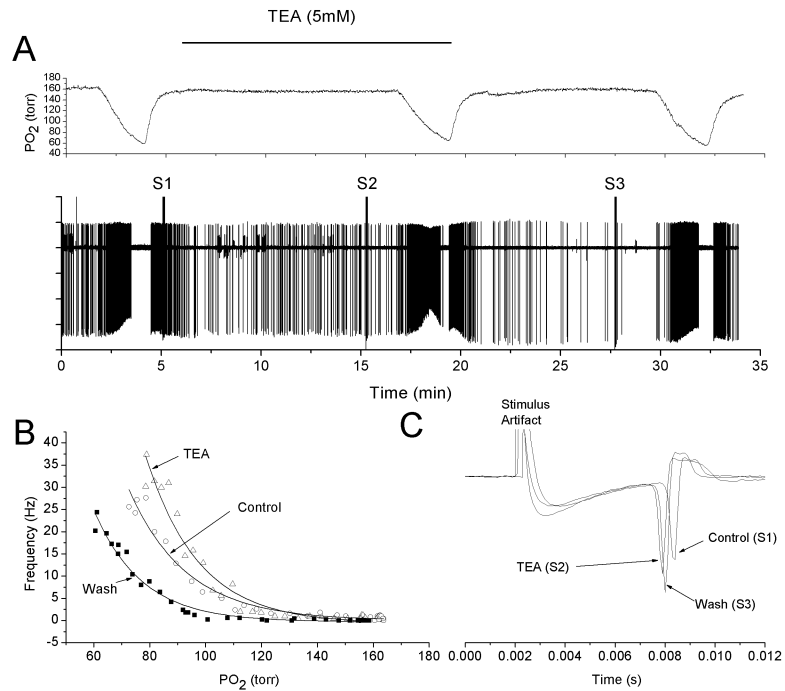 TEA (5mM)
A
180
160
140
120
100
80
60
40
PO2 (torr)
S1
S2
S3
0
5
10
15
20
25
30
35
Time (min)
B
40
35
30
25
20
15
10
5
0
-5
Frequency (Hz)
TEA
Control
Wash
60
80
100
120
140
160
180
PO2 (torr)
C
Stimulus
Artifact
Control (S1)
TEA (S2)
Wash (S3)
0.000
0.002
0.004
0.006
0.008
0.010
0.012
Time (s)